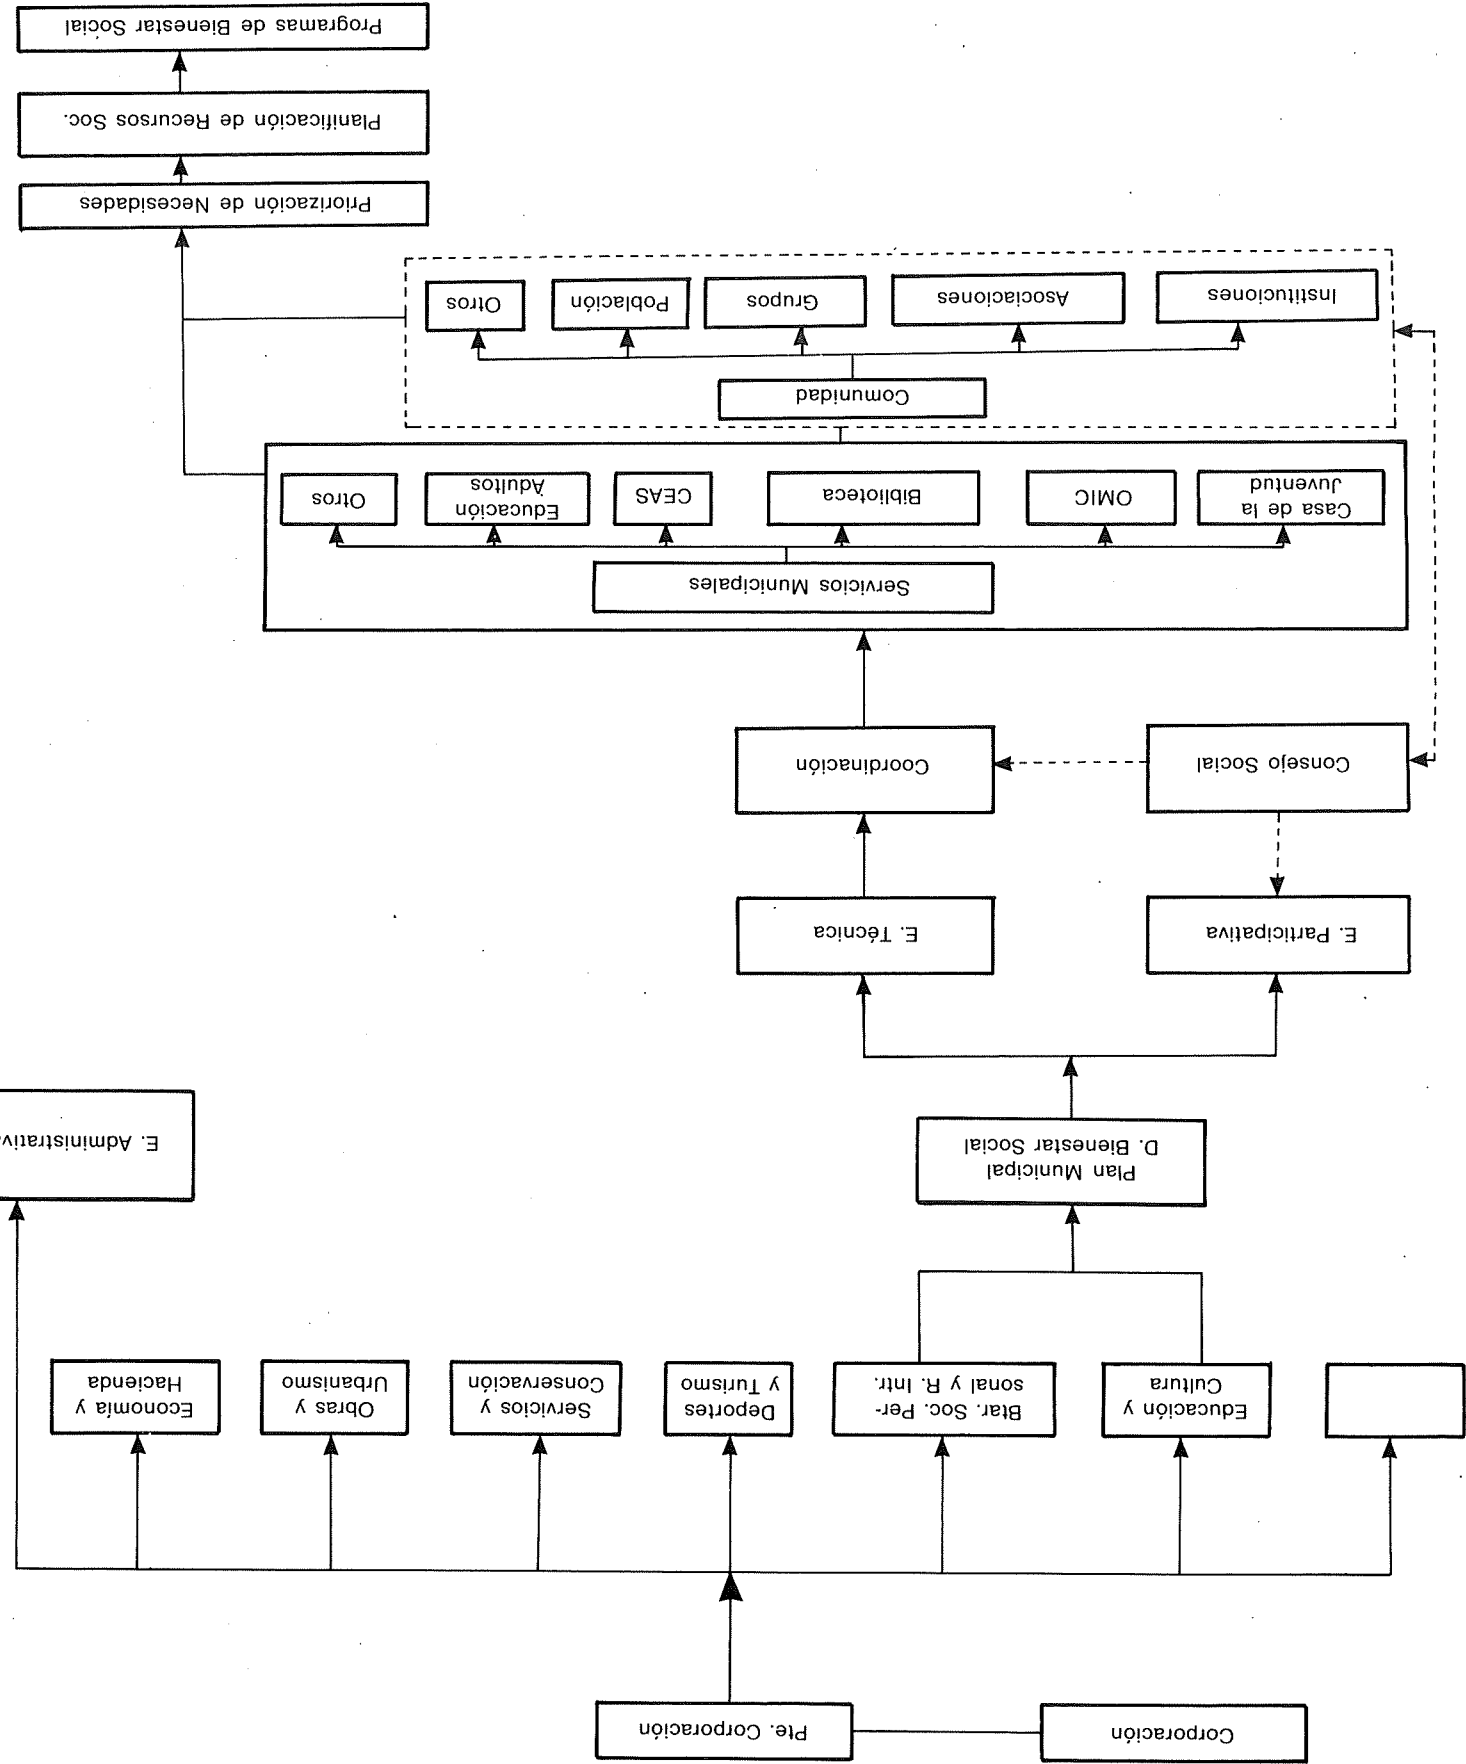 Corporación
Pte. Corporación
Educación y
Cultura
Btar. Soc. Per-
sonal y R. Intr.
Deportes
y Turismo
Servicios y
Conservación
Obras y
Urbanismo
Economía y
Hacienda
E. Administrativa
Plan Municipal
D. Bienestar Social
E. Participativa
E. Técnica
Consejo Social
Coordinación
Servicios Municipales
Casa de la
Juventud
OMIC
Biblioteca
CEAS
Educación
Adultos
Otros
Comunidad
Instituciones
Asociaciones
Grupos
Población
Otros
Priorización de Necesidades
Planificación de Recursos Soc.
Programas de Bienestar Social